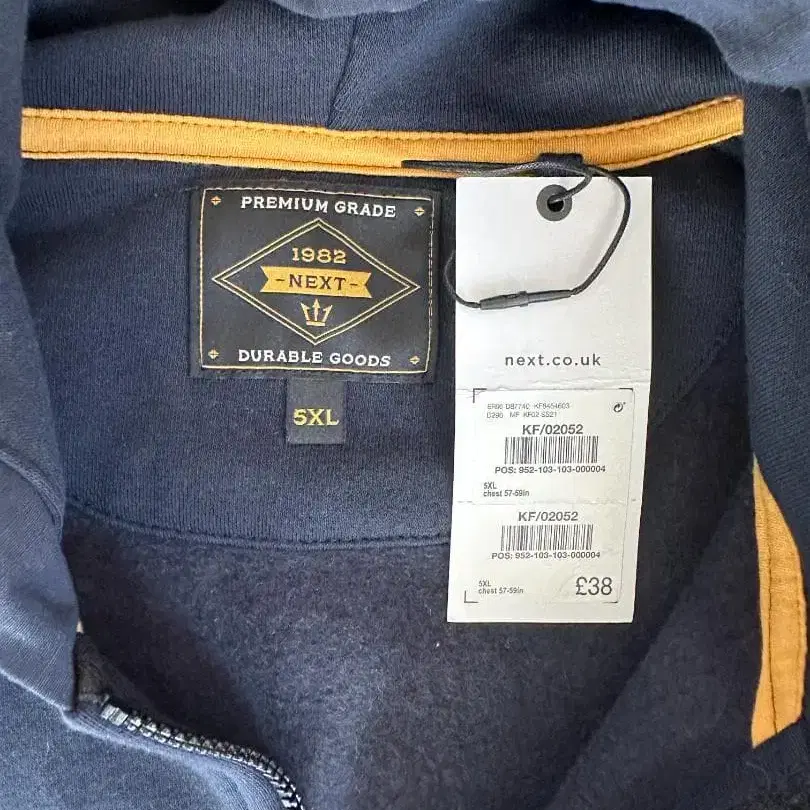 PREMIUM GRADE
1982
-NEXT-
DURABLE GOODS
5XL
next.co.uk
KF/02052
POS: 952-103-103-000004
5XL
chest 57-59in
KF/02052
POS: 952-103-103-000004
5XL
chest 57-59in
£38